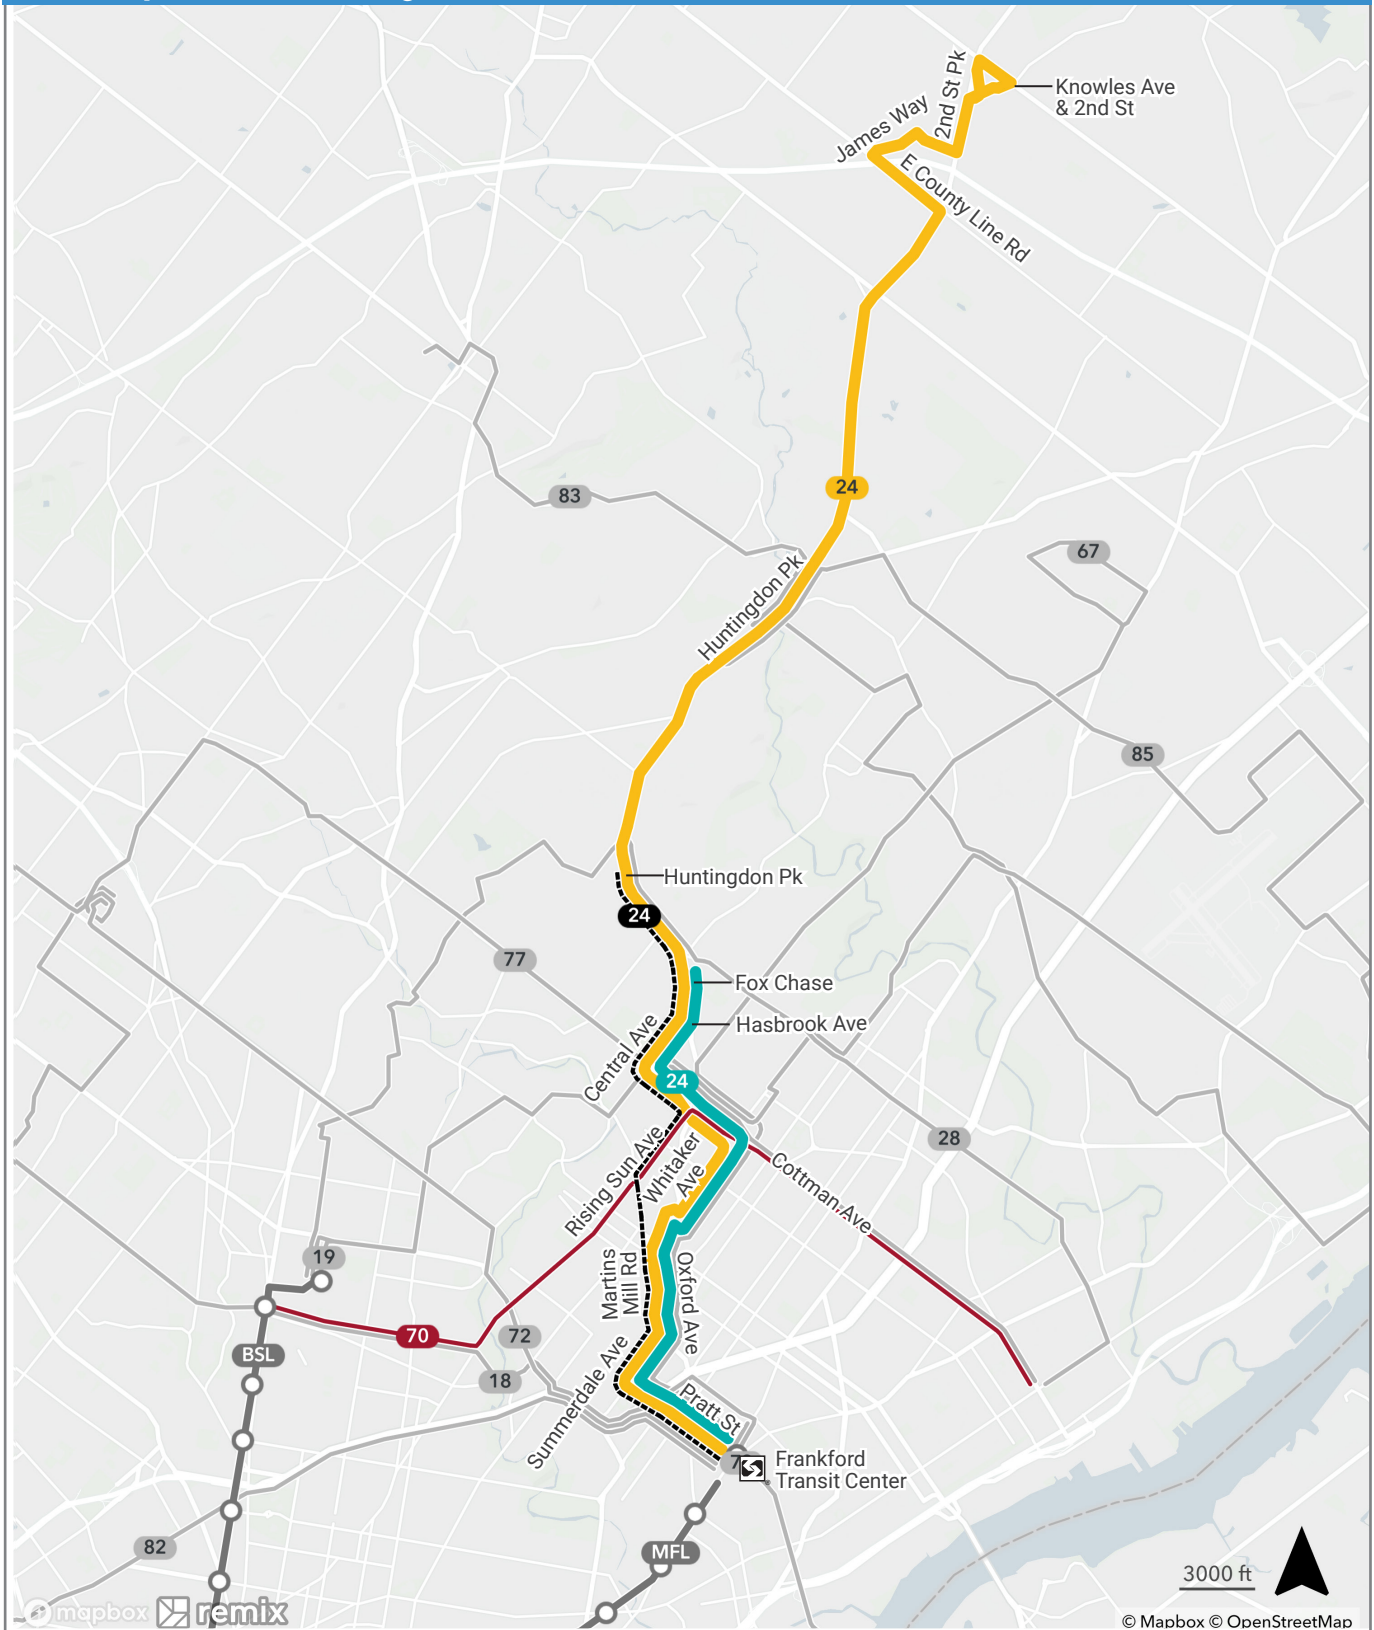 2nd St Pk
Knowles Ave
& 2nd St
James Way
E County Line Rd
24
83
67
Huntingdon Pk
85
Huntingdon Pk
24
77
Fox Chase
Central Ave
Hasbrook Ave
24
28
Rising Sun Ave
Whitaker
Ave
Cottman Ave
19
Martins
Mill Rd
Oxford Ave
70
72
BSL
18
Summerdale Ave
Pratt St
7
Frankford
Transit Center
82
MFL
3000 ft
mapbox
remix
© Mapbox © OpenStreetMap